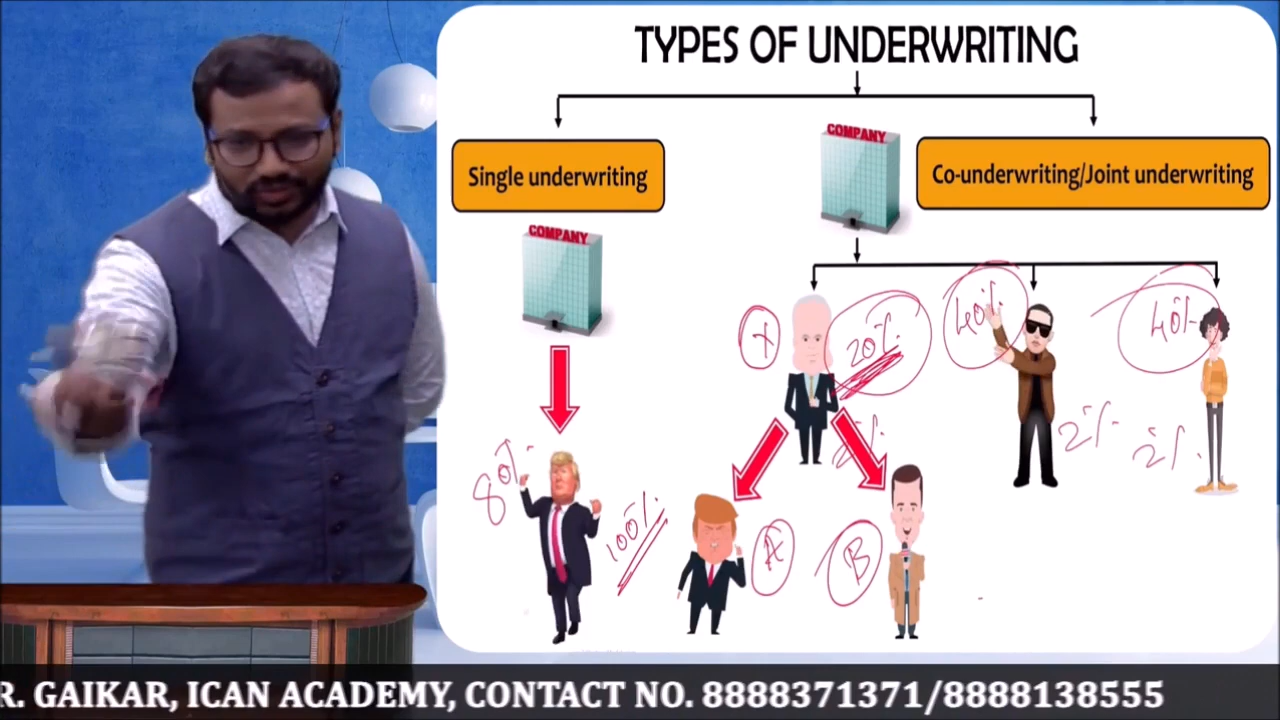 TYPES OF UNDERWRITING
COMPANY
Single underwriting
Co-underwriting/Joint underwriting
COMPANY
40%
40%
20%
2%
2%
80%
100%
A
B
R. GAIKAR, ICAN ACADEMY, CONTACT NO. 8888371371/8888138555